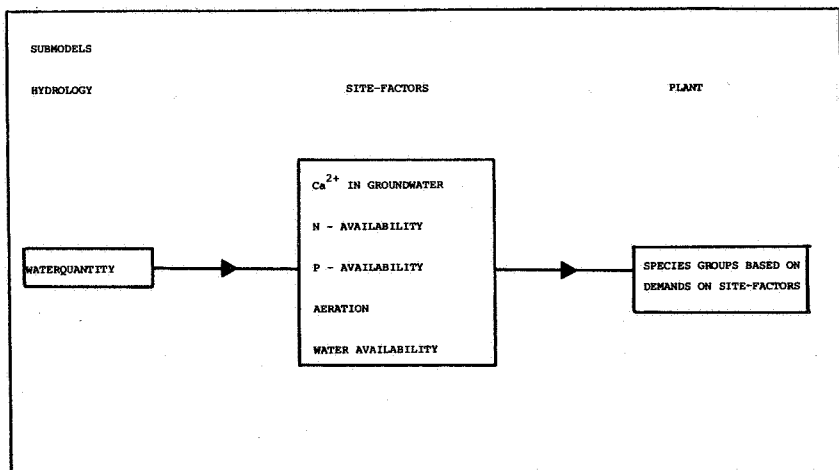 SUBMODELS
HYDROLOGY SITE-FACTORS PLANT
Ca2+ IN GROUNDWATER
N - AVAILABILITY
WATERQUANTITY
P - AVAILABILITY
AERATION
WATER AVAILABILITY
SPECIES GROUPS BASED ON
DEMANDS ON SITE-FACTORS